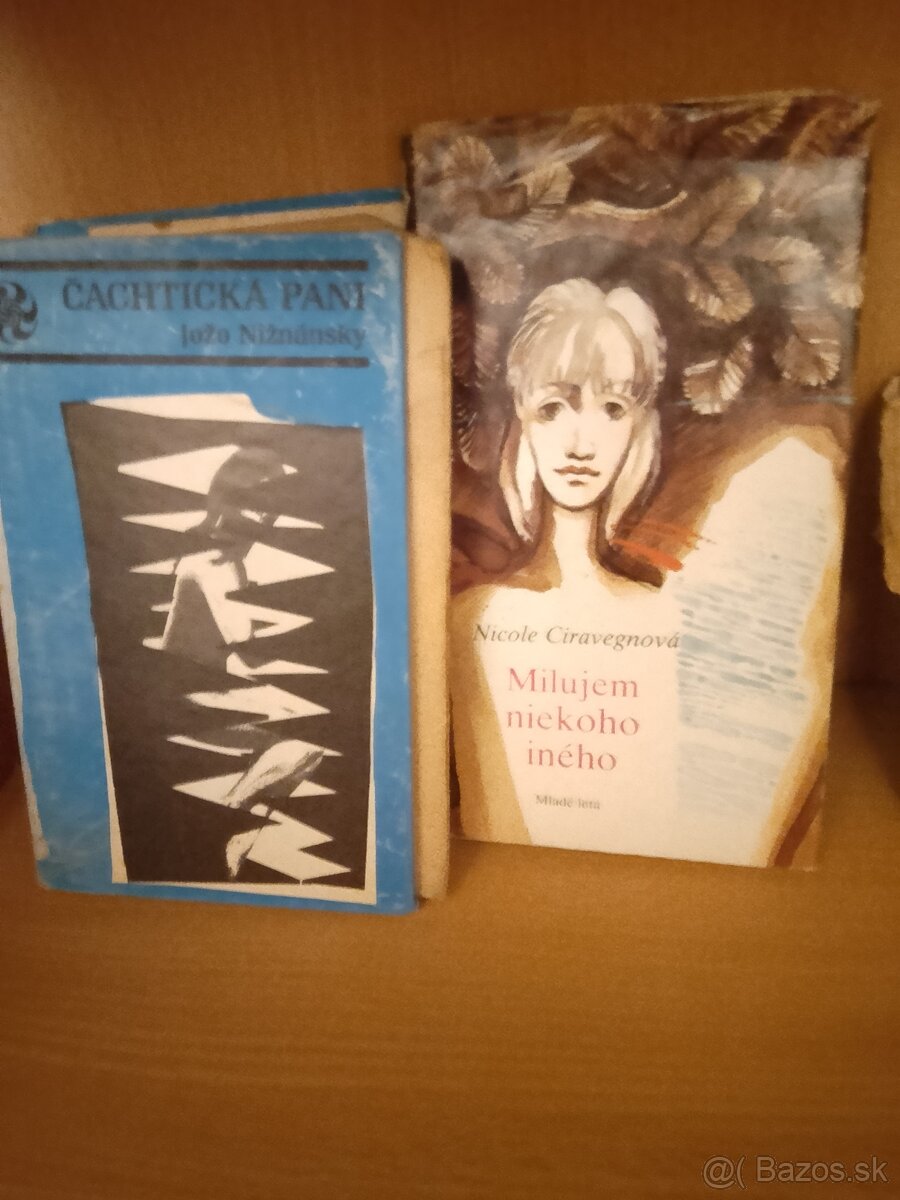 ČACHTICKÁ PANI
Jožo Nižnánsky
Nicole Ciravegnová
Milujem
niekoho
iného
Mladé letá
@( Bazos.sk